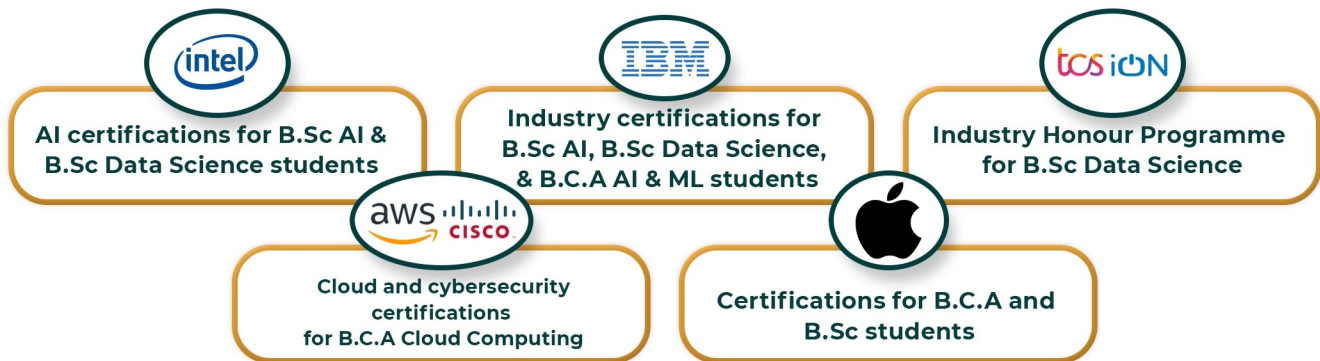 intel
AI certifications for B.Sc AI &
B.Sc Data Science students
IBM
Industry certifications for
B.Sc AI, B.Sc Data Science,
& B.C.A AI & ML students
tcs iON
Industry Honour Programme
for B.Sc Data Science
aws CISCO
Cloud and cybersecurity
certifications
for B.C.A Cloud Computing
Certifications for B.C.A and
B.Sc students